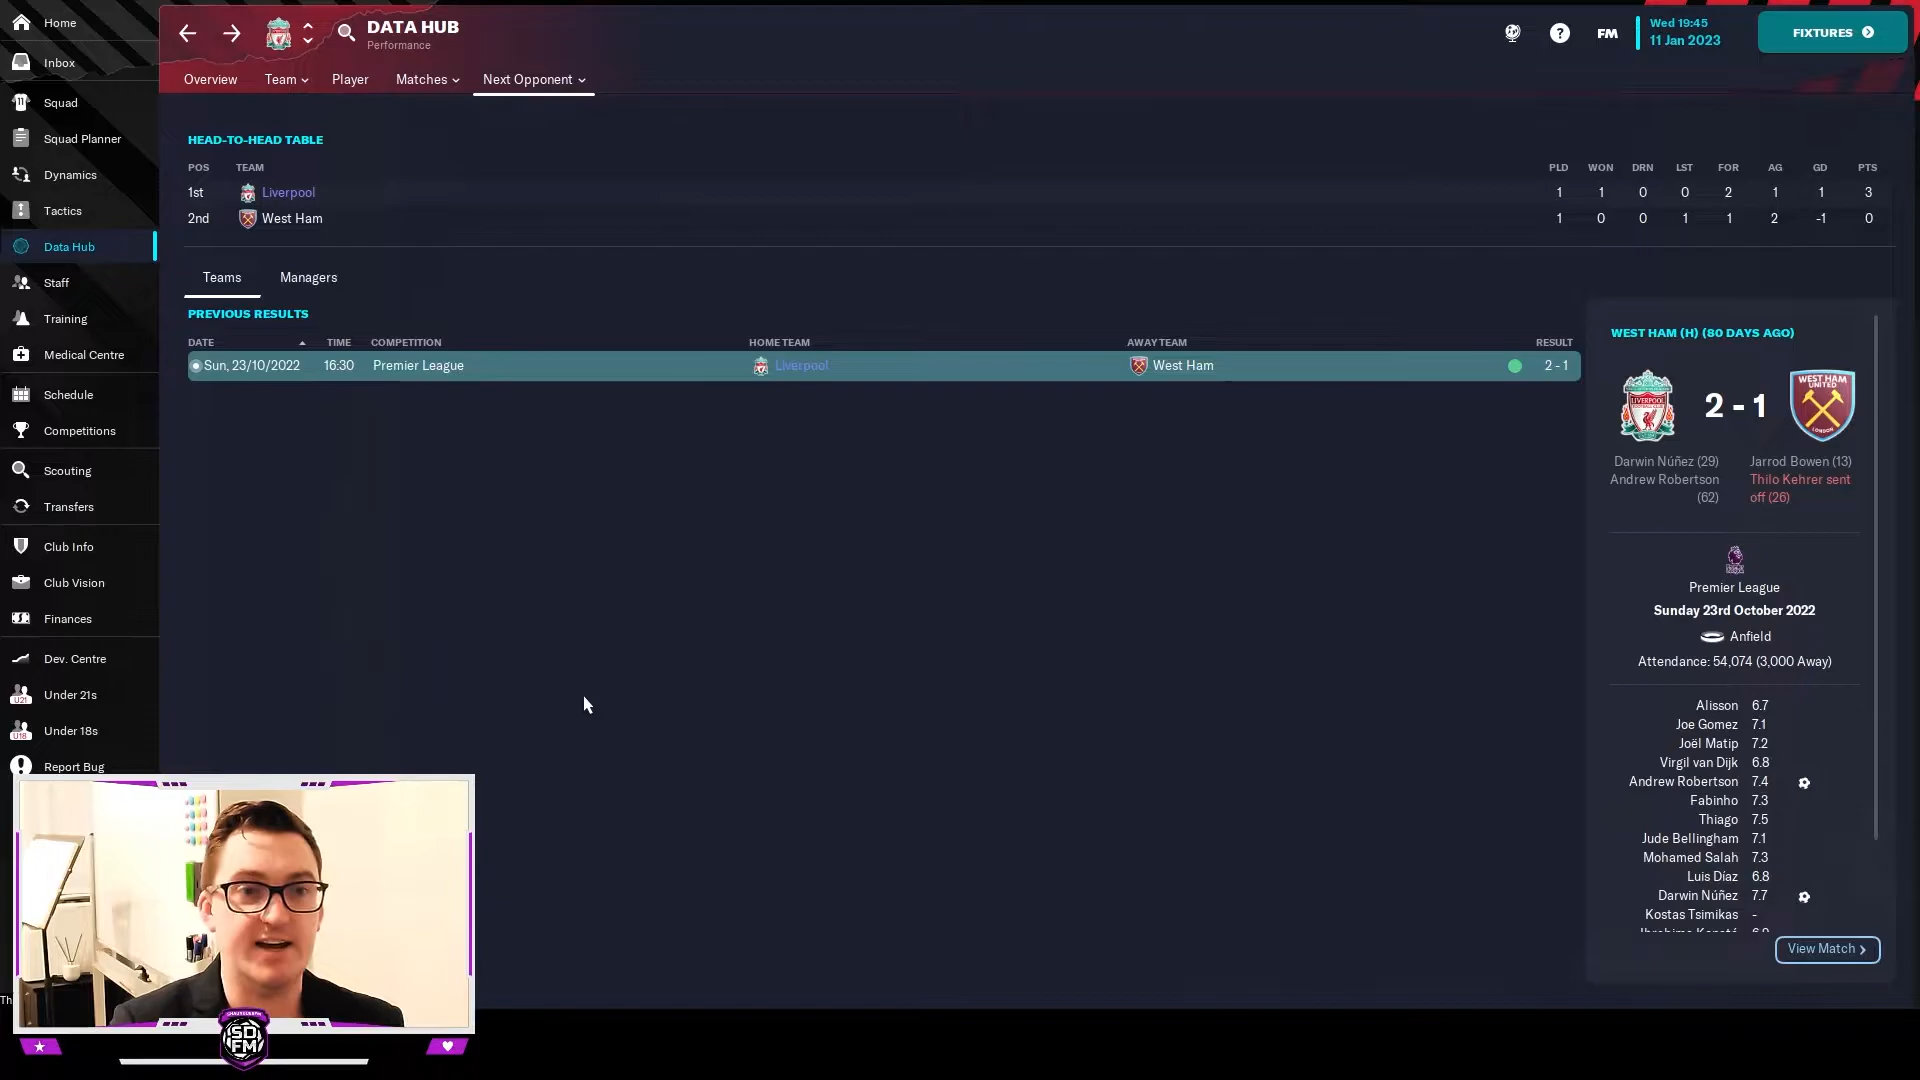 Home
Inbox
Squad
Squad Planner
Dynamics
Tactics
Data Hub
Staff
Training
Medical Centre
Schedule
Competitions
Scouting
Transfers
Club Info
Club Vision
Finances
Dev. Centre
Under 21s
Under 18s
Report Bug
DATA HUB
Performance
FM
Wed 19:45
11 Jan 2023
FIXTURES
Overview Team Player Matches Next Opponent
HEAD-TO-HEAD TABLE
POS TEAM PLD WON DRN LST FOR AG GD PTS
1st Liverpool 1 1 0 0 2 1 1 3
2nd West Ham 1 0 0 1 1 2 -1 0
Teams Managers
PREVIOUS RESULTS
DATE TIME COMPETITION HOME TEAM AWAY TEAM RESULT
Sun, 23/10/2022 16:30 Premier League Liverpool West Ham 2 - 1
WEST HAM (H) (80 DAYS AGO)
2 - 1
WEST HAM
UNITED
LONDON
Darwin Núñez (29)
Andrew Robertson
(62)
Jarrod Bowen (13)
Thilo Kehrer sent
off (26)
Premier League
Sunday 23rd October 2022
Anfield
Attendance: 54,074 (3,000 Away)
Alisson 6.7
Joe Gomez 7.1
Joël Matip 7.2
Virgil van Dijk 6.8
Andrew Robertson 7.4
Fabinho 7.3
Thiago 7.5
Jude Bellingham 7.1
Mohamed Salah 7.3
Luis Díaz 6.8
Darwin Núñez 7.7
Kostas Tsimikas -
View Match
Th
SD
FM